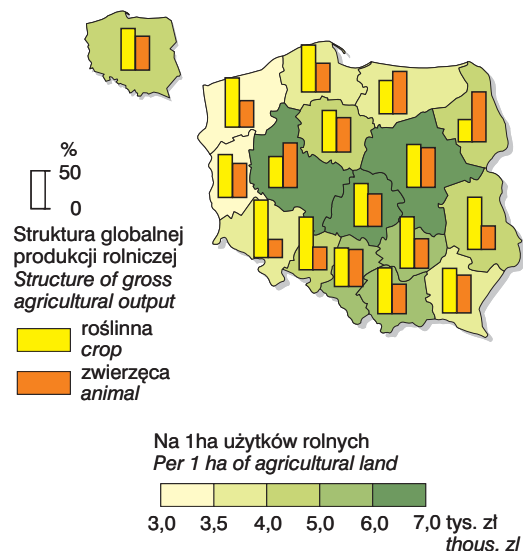 %
50
0
Struktura globalnej
produkcji rolniczej
Structure of gross
agricultural output
roślinna
crop
zwierzęca
animal
Na 1ha użytków rolnych
Per 1 ha of agricultural land
3,0 3,5 4,0 5,0 6,0 7,0 tys. zł
thous. zl